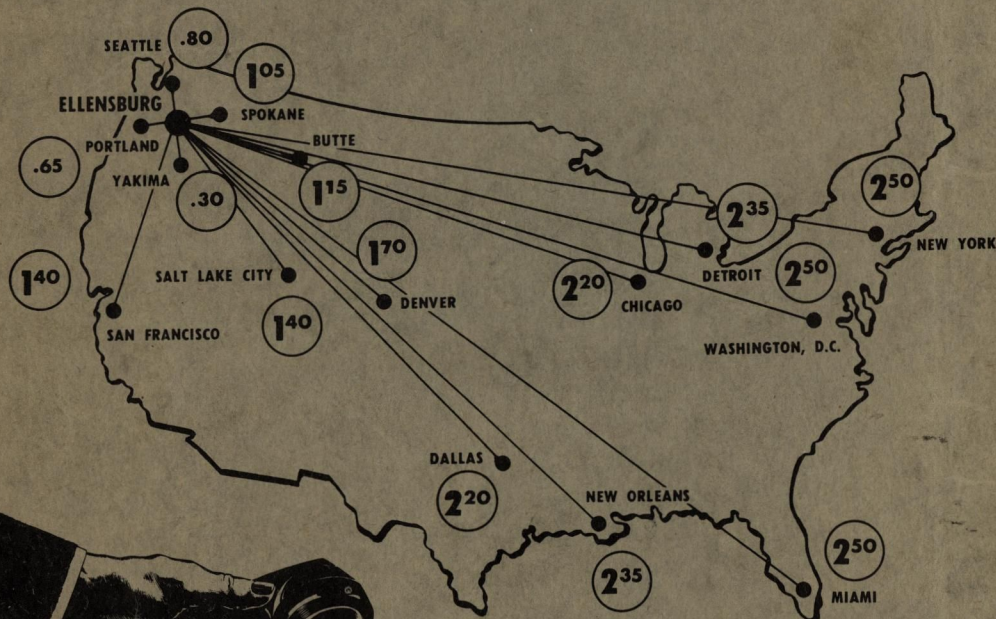 SEATTLE
.80
1 05
ELLENSBURG
SPOKANE
PORTLAND
BUTTE
.65
YAKIMA
.30
1 15
2 50
2 35
NEW YORK
1 70
DETROIT
2 50
1 40
SALT LAKE CITY
2 20
DENVER
CHICAGO
1 40
SAN FRANCISCO
WASHINGTON, D.C.
DALLAS
2 20
NEW ORLEANS
2 50
2 35
MIAMI